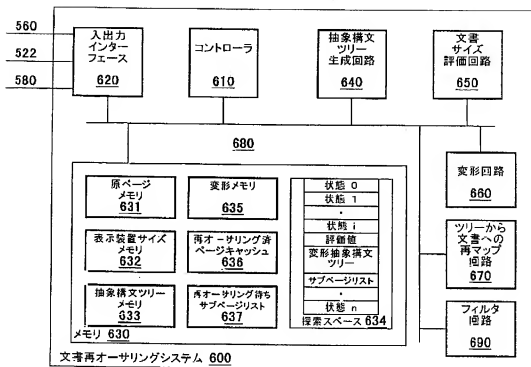 560
522
580
入出力
インター
フェース
620
コントローラ
610
抽象構文
ツリー
生成回路
640
文書
サイズ
評価回路
650
680
原ページ
メモリ
631
変形メモリ
635
表示装置サイズ
メモリ
632
再オーサリング済
ページキャッシュ
636
抽象構文ツリー
メモリ
633
再オーサリング待ち
サブページリスト
637
状態 0
状態 1
・
状態 i
評価値
変形抽象構文
ツリー
サブページリスト
・
状態 n
探索スペース 634
メモリ 630
変形回路
660
ツリーから
文書への
再マップ
回路
670
フィルタ
回路
690
文書再オーサリングシステム 600